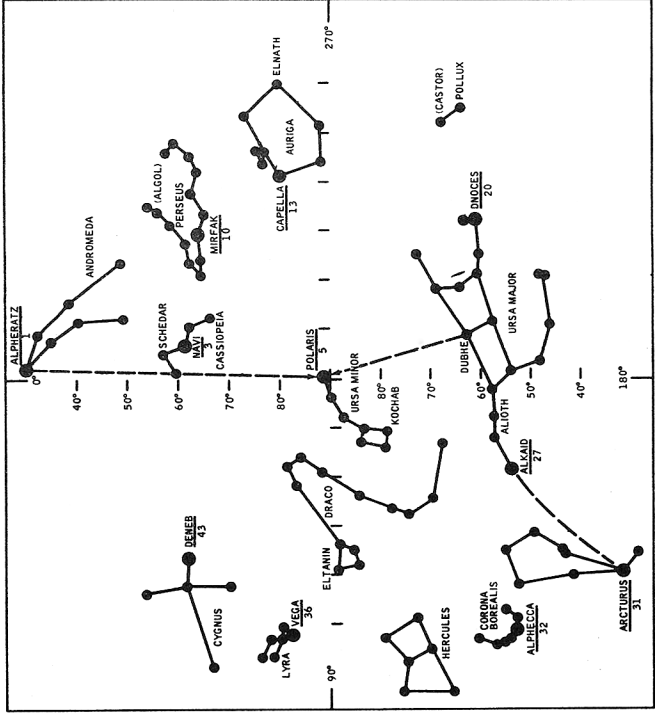 270°
ELNATH
AURIGA
CAPELLA
13
(CASTOR)
POLLUX
(ALGOL)
PERSEUS
MIRFAK
10
DNOCES
20
ANDROMEDA
URSA MAJOR
ALPHERATZ
1
SCHEDAR
NAVI
3
CASSIOPEIA
POLARIS
5
DUBHE
0°
40°
50°
60°
70°
80°
80°
70°
60°
50°
40°
180°
URSA MINOR
KOCHAB
ALIOTH
ALKAID
27
DRACO
DENEB
43
ELTANIN
CYGNUS
VEGA
36
LYRA
HERCULES
CORONA
BOREALIS
ALPHECCA
32
ARCTURUS
31
90°